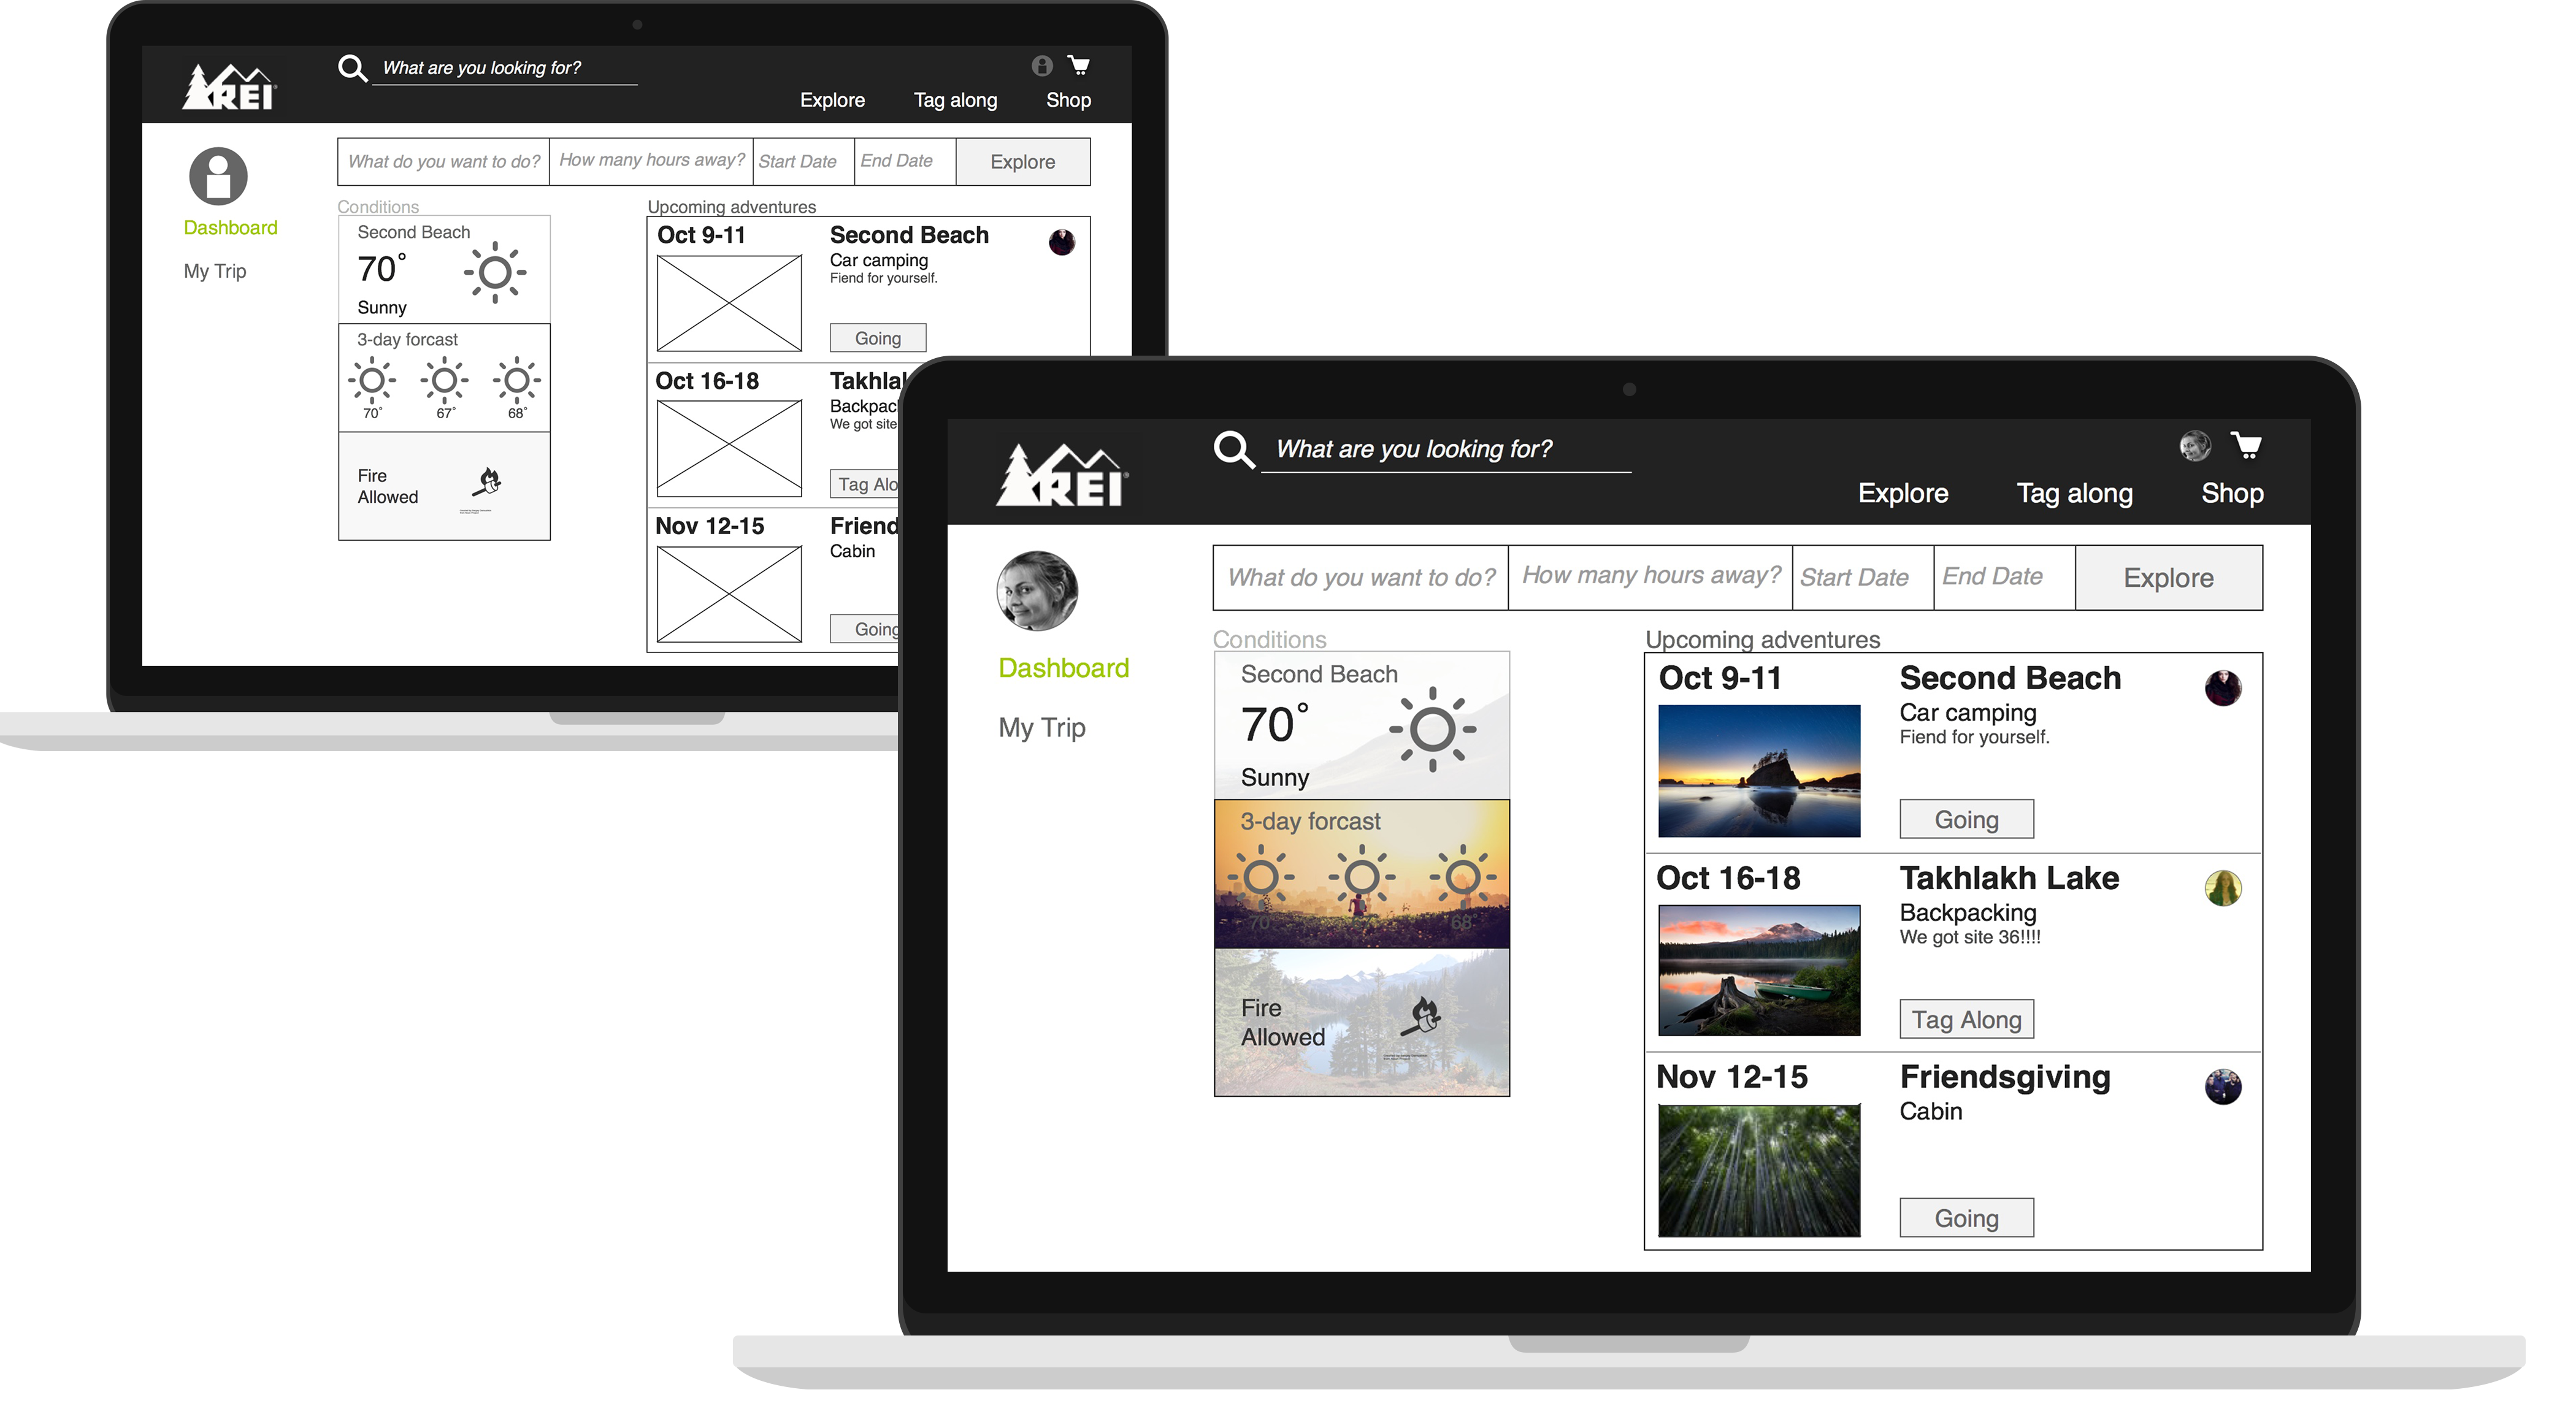 REI
What are you looking for?
Explore Tag along Shop
What do you want to do? How many hours away? Start Date End Date Explore
Dashboard
My Trip
Conditions
Second Beach
70°
Sunny
3-day forcast
70° 67° 68°
Fire
Allowed
Upcoming adventures
Oct 9-11
Second Beach
Car camping
Fiend for yourself.
Going
Oct 16-18
Backpac
We got site
Tag Alo
Nov 12-15
Friend
Cabin
Going
REI
What are you looking for?
Explore Tag along Shop
What do you want to do? How many hours away? Start Date End Date Explore
Dashboard
My Trip
Conditions
Second Beach
70°
Sunny
3-day forcast
70° 68°
Fire
Allowed
Upcoming adventures
Oct 9-11
Second Beach
Car camping
Fiend for yourself.
Going
Oct 16-18
Takhlakh Lake
Backpacking
We got site 36!!!!
Tag Along
Nov 12-15
Friendsgiving
Cabin
Going